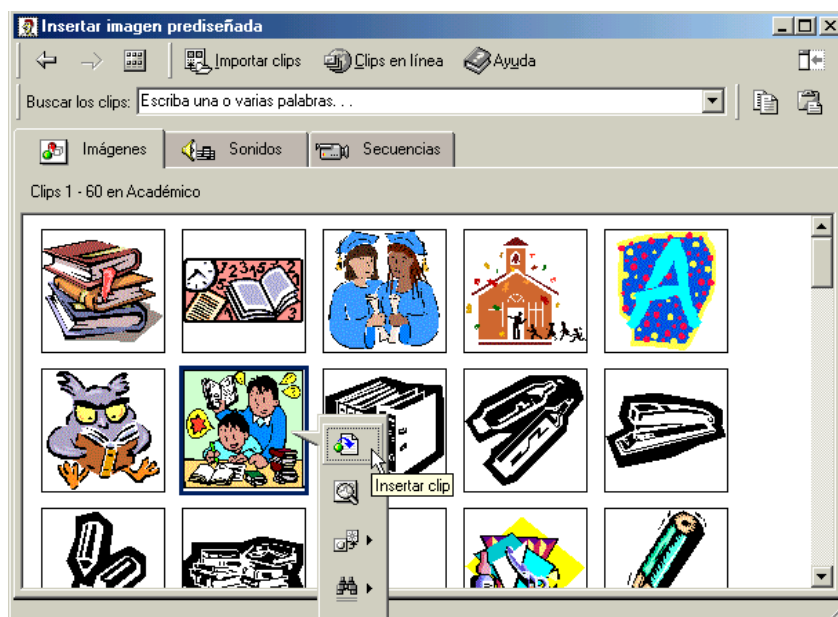 Insertar imagen prediseñada
Importar clips Clips en línea Ayuda
Buscar los clips: Escriba una o varias palabras. . .
Imágenes Sonidos Secuencias
Clips 1 - 60 en Académico
A
Insertar clip